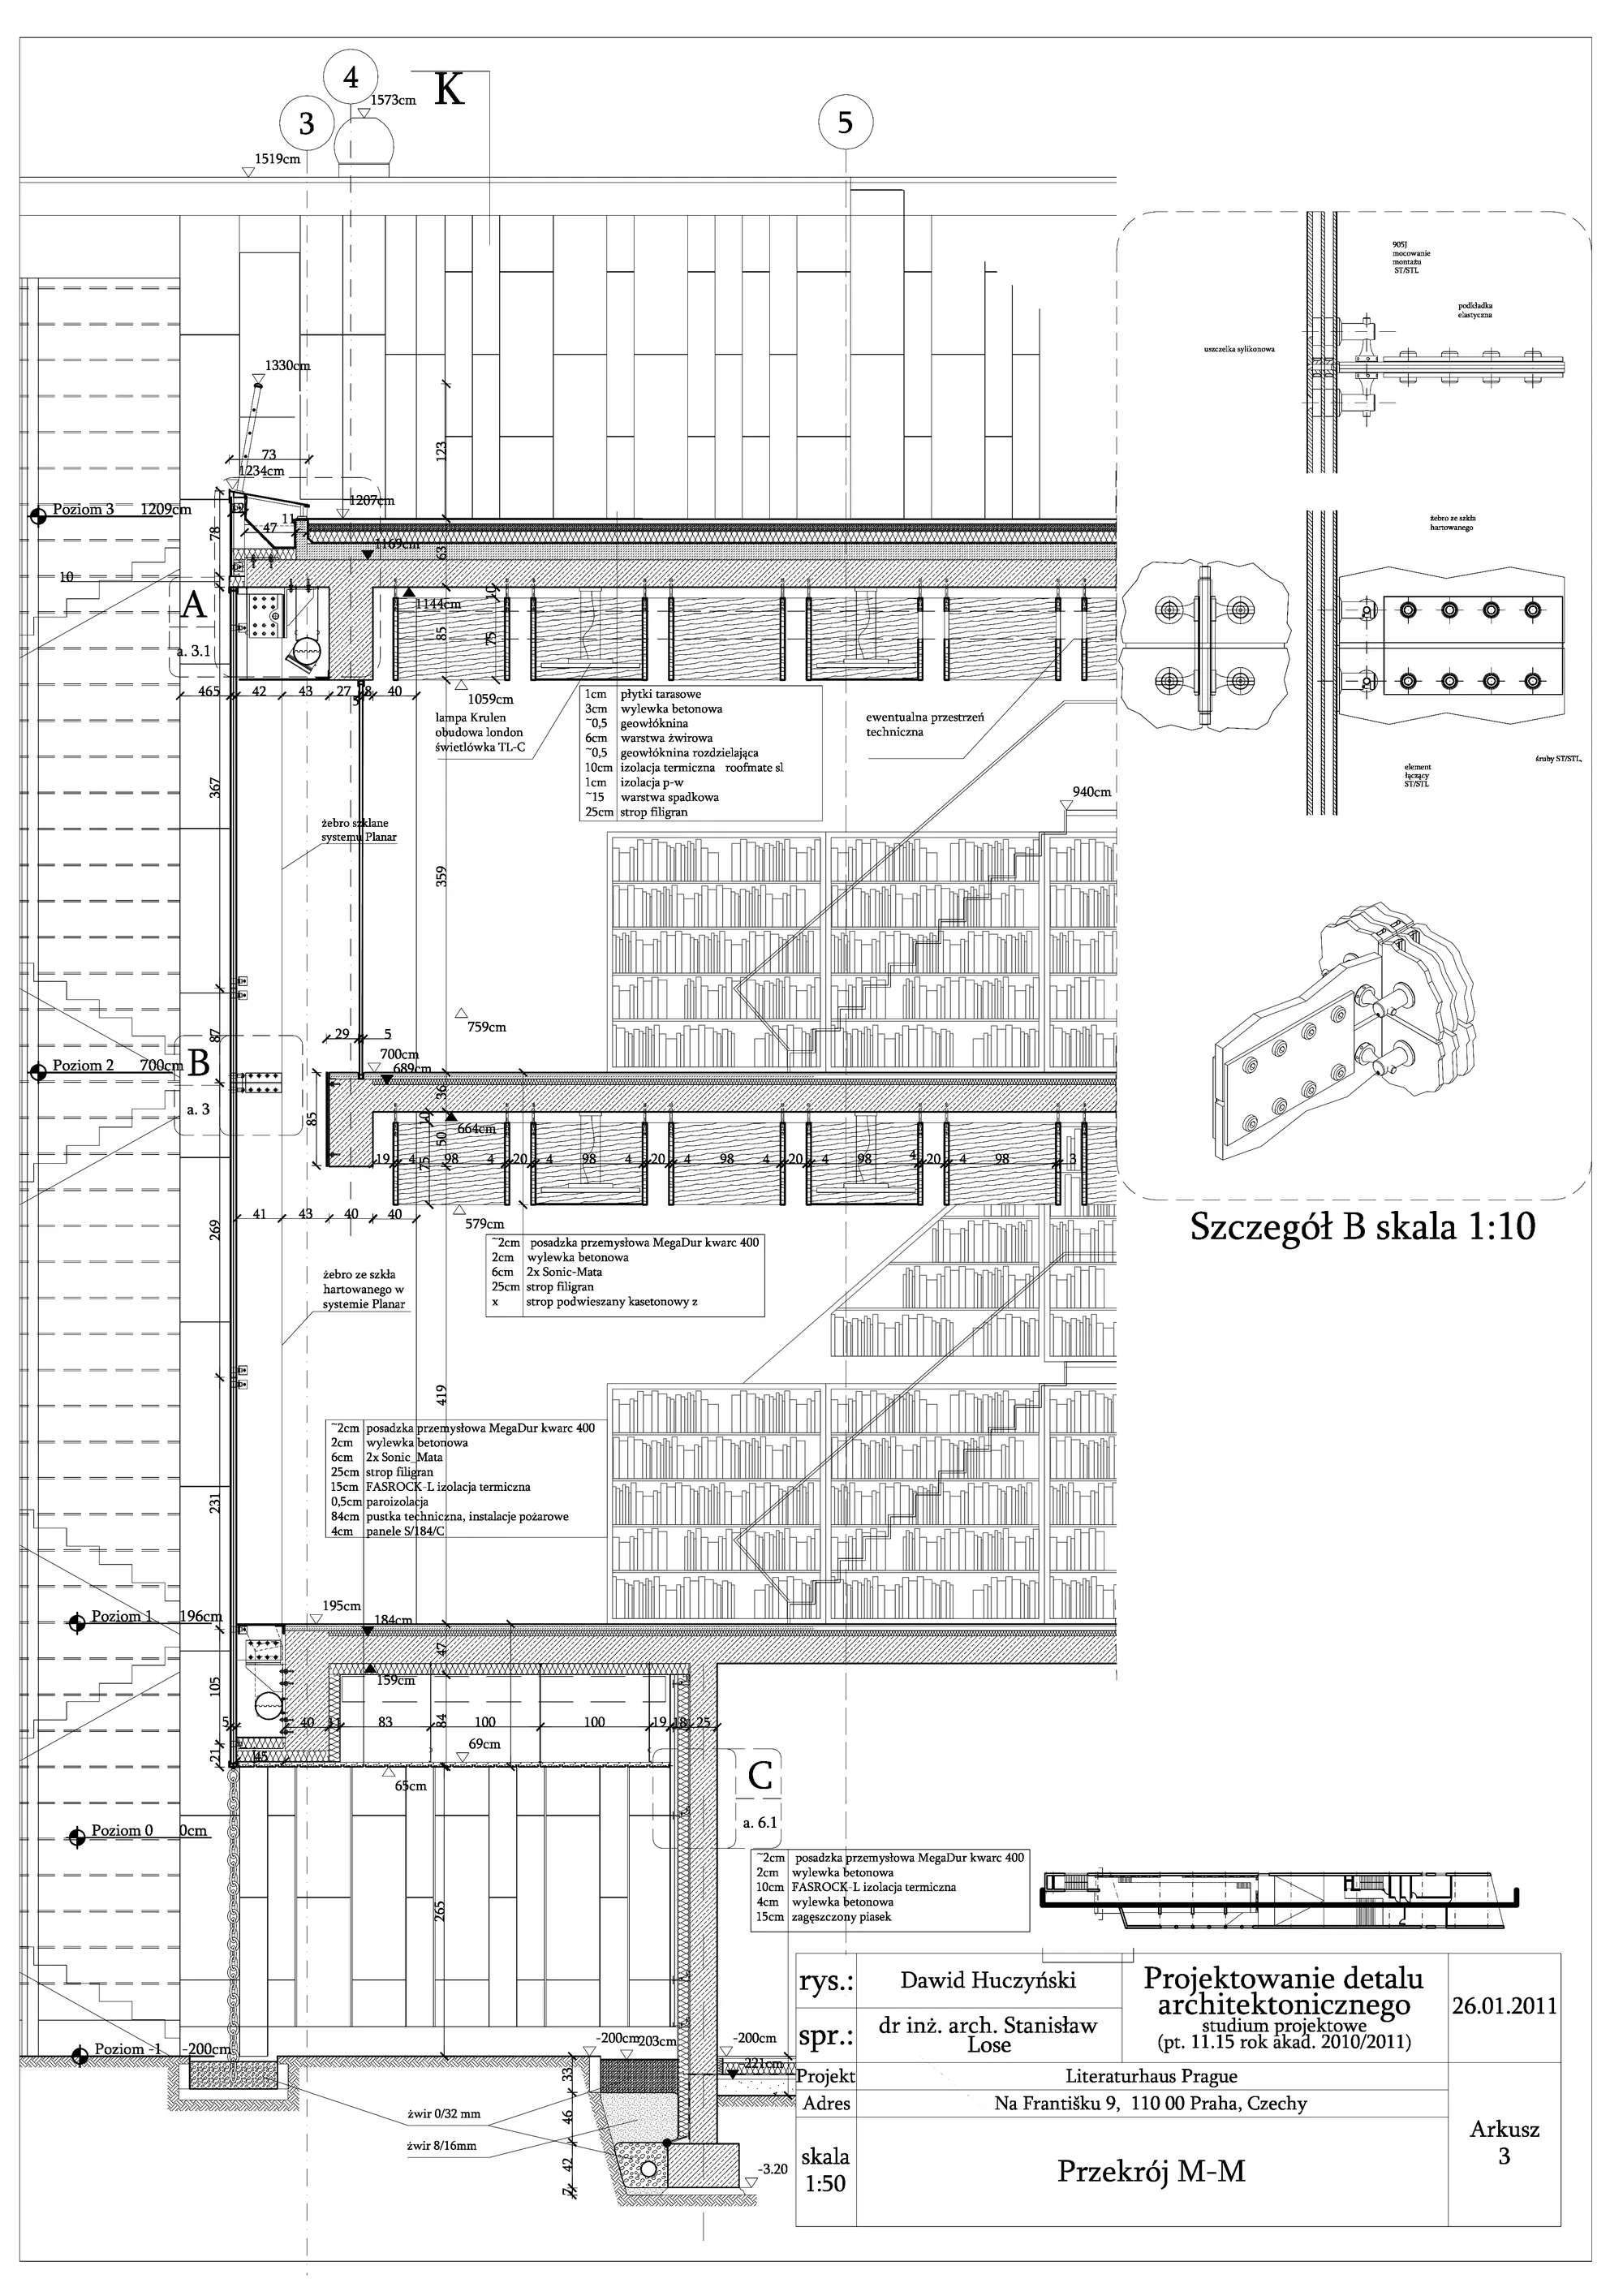 4
K
1573cm
3
5
1519cm
905J
mocowanie
montażu
ST/STL
podkładka
elastyczna
uszczelka sylikonowa
1330cm
123
73
1234cm
1207cm
Poziom 3 1209cm
11
47
78
1169cm
63
żebro ze szkła
hartowanego
10
A
1144cm
10
85
75
a. 3.1
465 42 43 27 8 40
5
1059cm
lampa Krulen
obudowa london
świetlówka TL-C
1cm płytki tarasowe
3cm wylewka betonowa
~0,5 geowłóknina
6cm warstwa żwirowa
~0,5 geowłóknina rozdzielająca
10cm izolacja termiczna roofmate sl
1cm izolacja p-w
~15 warstwa spadkowa
25cm strop filigran
ewentualna przestrzeń
techniczna
element
łączący
ST/STL
śruby ST/STL,
367
940cm
żebro szklane
systemu Planar
359
759cm
87
29 5
700cm
689cm
Poziom 2 700cm
B
36
a. 3
85
10
664cm
50
75
19 4 98 4 20 4 98 4 20 4 98 4 20 4 98 4 20 4 98 3
41 43 40 40
579cm
269
Szczegół B skala 1:10
~2cm posadzka przemysłowa MegaDur kwarc 400
2cm wylewka betonowa
6cm 2x Sonic-Mata
25cm strop filigran
x strop podwieszany kasetonowy z
żebro ze szkła
hartowanego w
systemie Planar
419
~2cm posadzka przemysłowa MegaDur kwarc 400
2cm wylewka betonowa
6cm 2x Sonic_Mata
25cm strop filigran
15cm FASROCK-L izolacja termiczna
0,5cm paroizolacja
84cm pustka techniczna, instalacje pożarowe
4cm panele S/184/C
231
195cm
Poziom 1 196cm
184cm
47
159cm
105
5 40 11 83 84 100 100 19 18 25
21
45
69cm
65cm
C
a. 6.1
Poziom 0 0cm
~2cm posadzka przemysłowa MegaDur kwarc 400
2cm wylewka betonowa
10cm FASROCK-L izolacja termiczna
4cm wylewka betonowa
15cm zagęszczony piasek
265
rys.: Dawid Huczyński
Projektowanie detalu
architektonicznego
studium projektowe
(pt. 11.15 rok akad. 2010/2011)
26.01.2011
spr.: dr inż. arch. Stanisław
Lose
Poziom -1 -200cm
-200cm
-203cm
-200cm
-221cm
33
Projekt Literaturhaus Prague
Adres Na Františku 9, 110 00 Praha, Czechy
żwir 0/32 mm
46
żwir 8/16mm
42
-3.20
7
skala
1:50
Przekrój M-M
Arkusz
3